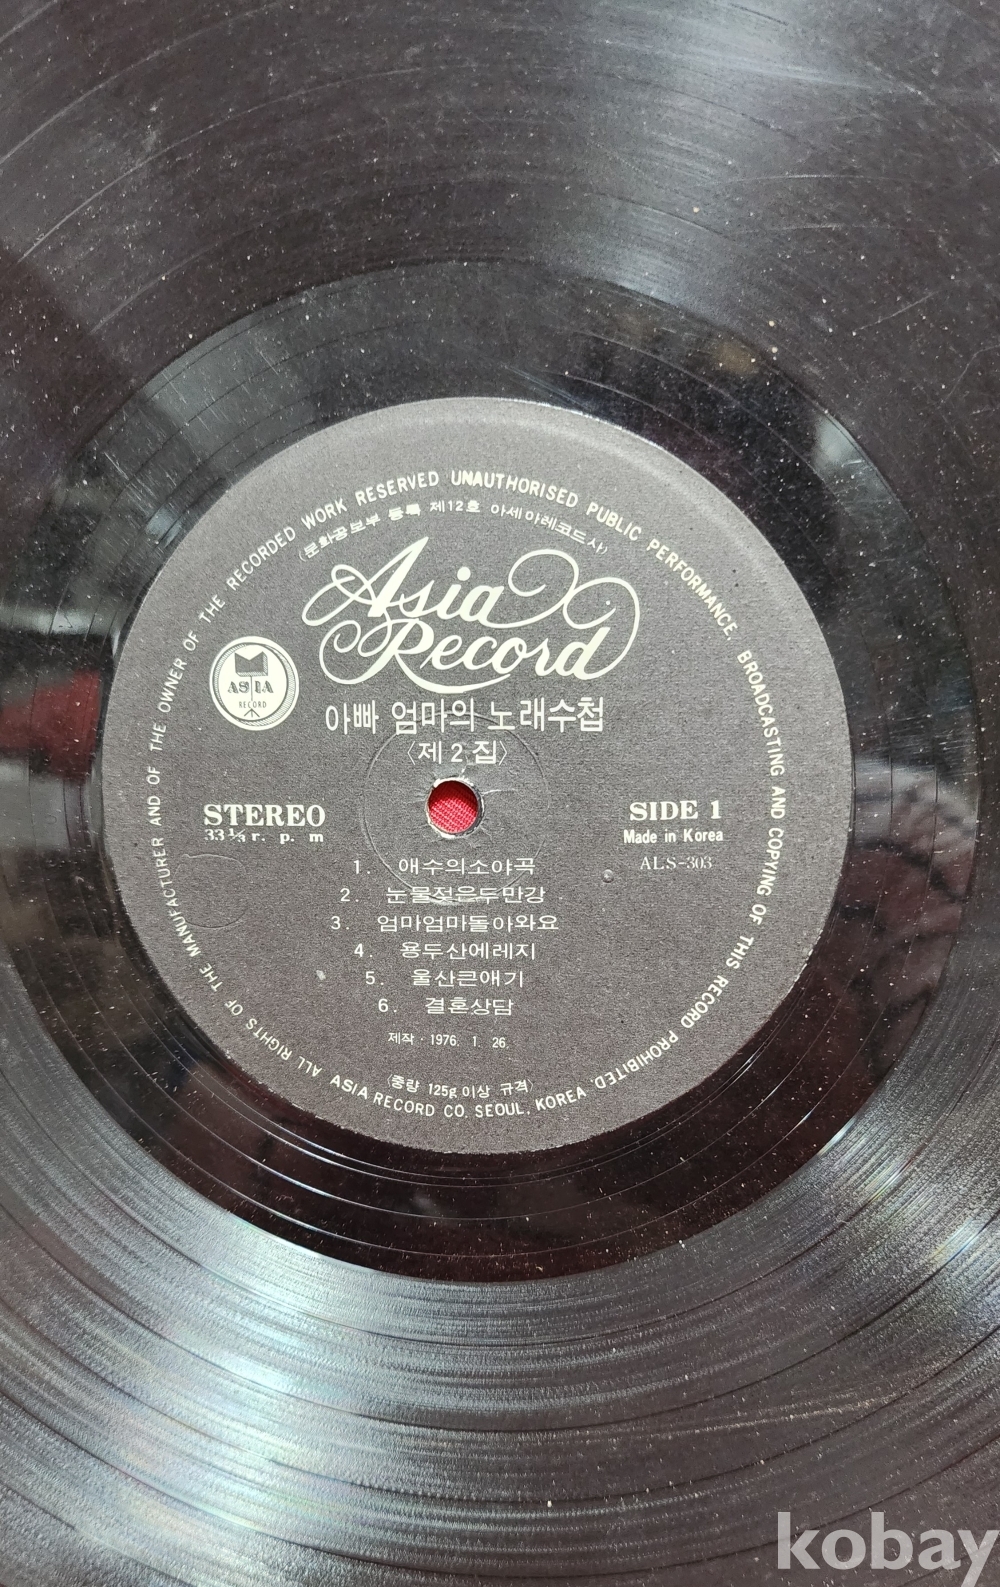 ALL RIGHTS OF THE MANUFACTURER AND OF THE OWNER OF THE RECORDED WORK RESERVED UNAUTHORISED PUBLIC PERFORMANCE. BROADCASTING AND COPYING OF THIS RECORD PROHIBITED.
(문화공보부 등록 제12호 아세아레코드사)
Asia
Record
ASIA
RECORD
아빠 엄마의 노래수첩
〈제2집〉
STEREO
33⅓ r. p. m
SIDE 1
Made in Korea
ALS-303
1. 애수의소야곡
2. 눈물젖은두만강
3. 엄마엄마돌아와요
4. 용두산에레지
5. 울산큰애기
6. 결혼상담
제작·1976. 1. 26.
〈중량 125g 이상 규격〉
ASIA RECORD CO. SEOUL, KOREA
kobay